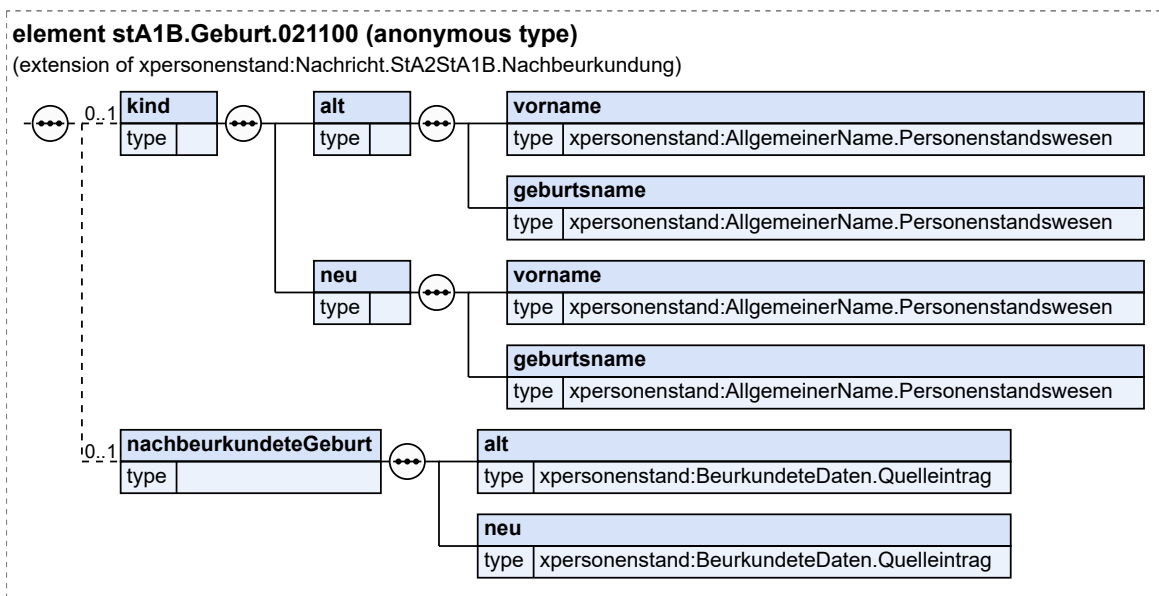 element stA1B.Geburt.021100 (anonymous type)
(extension of xpersonenstand:Nachricht.StA2StA1B.Nachbeurkundung)
0..1
kind
type
alt
type
vorname
type xpersonenstand:AllgemeinerName.Personenstandswesen
geburtsname
type xpersonenstand:AllgemeinerName.Personenstandswesen
neu
type
vorname
type xpersonenstand:AllgemeinerName.Personenstandswesen
geburtsname
type xpersonenstand:AllgemeinerName.Personenstandswesen
0..1
nachbeurkundeteGeburt
type
alt
type xpersonenstand:BeurkundeteDaten.Quelleintrag
neu
type xpersonenstand:BeurkundeteDaten.Quelleintrag